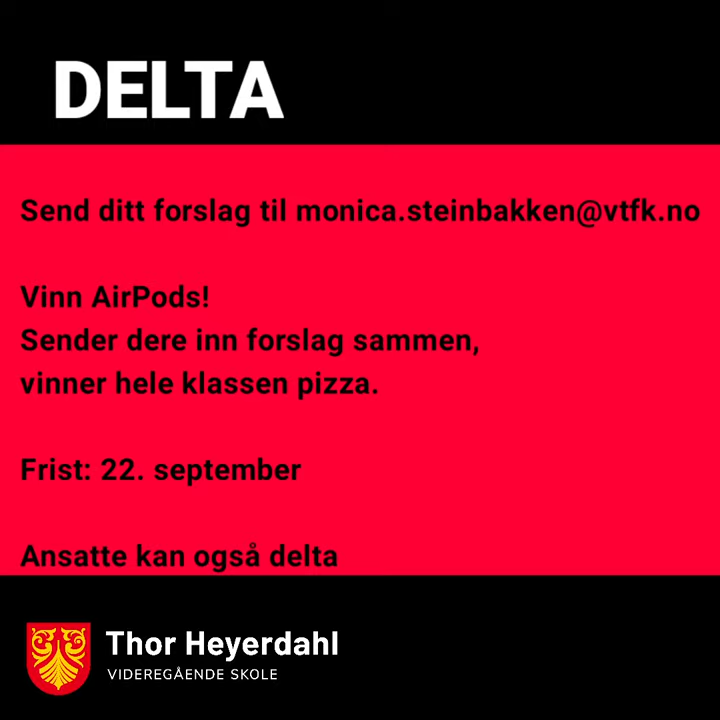 DELTA
Send ditt forslag til monica.steinbakken@vtfk.no
Vinn AirPods!
Sender dere inn forslag sammen,
vinner hele klassen pizza.
Frist: 22. september
Ansatte kan også delta
Thor Heyerdahl
VIDEREGÅENDE SKOLE